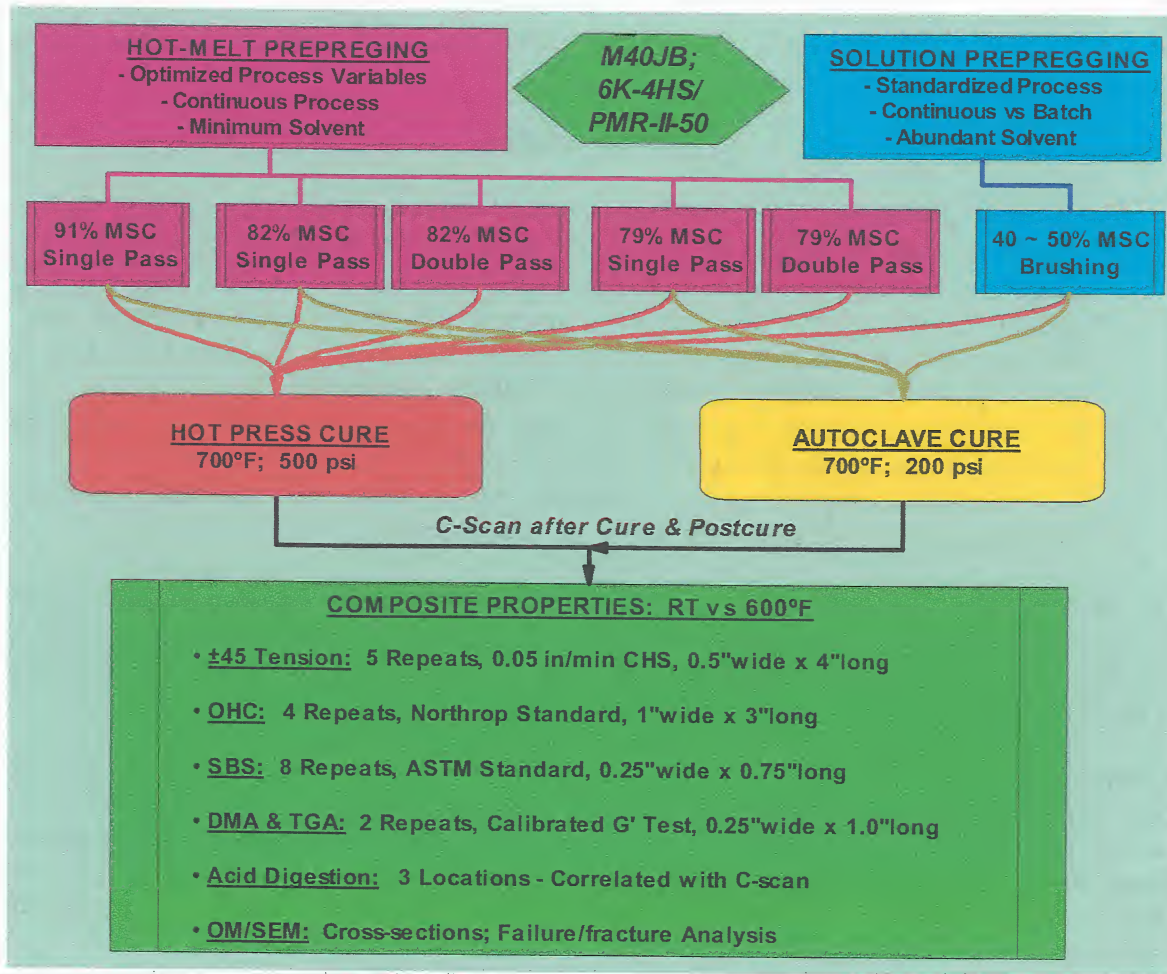 HOT-MELT PREPREGING
- Optimized Process Variables
- Continuous Process
- Minimum Solvent
M40JB;
6K-4HS/
PMR-II-50
SOLUTION PREPREGGING
- Standardized Process
- Continuous vs Batch
- Abundant Solvent
91% MSC
Single Pass
82% MSC
Single Pass
82% MSC
Double Pass
79% MSC
Single Pass
79% MSC
Double Pass
40 ~ 50% MSC
Brushing
HOT PRESS CURE
700ºF; 500 psi
AUTOCLAVE CURE
700ºF; 200 psi
C-Scan after Cure & Postcure
COMPOSITE PROPERTIES: RT vs 600ºF
• ±45 Tension: 5 Repeats, 0.05 in/min CHS, 0.5"wide x 4"long
• OHC: 4 Repeats, Northrop Standard, 1"wide x 3"long
• SBS: 8 Repeats, ASTM Standard, 0.25"wide x 0.75"long
• DMA & TGA: 2 Repeats, Calibrated G' Test, 0.25"wide x 1.0"long
• Acid Digestion: 3 Locations - Correlated with C-scan
• OM/SEM: Cross-sections; Failure/fracture Analysis